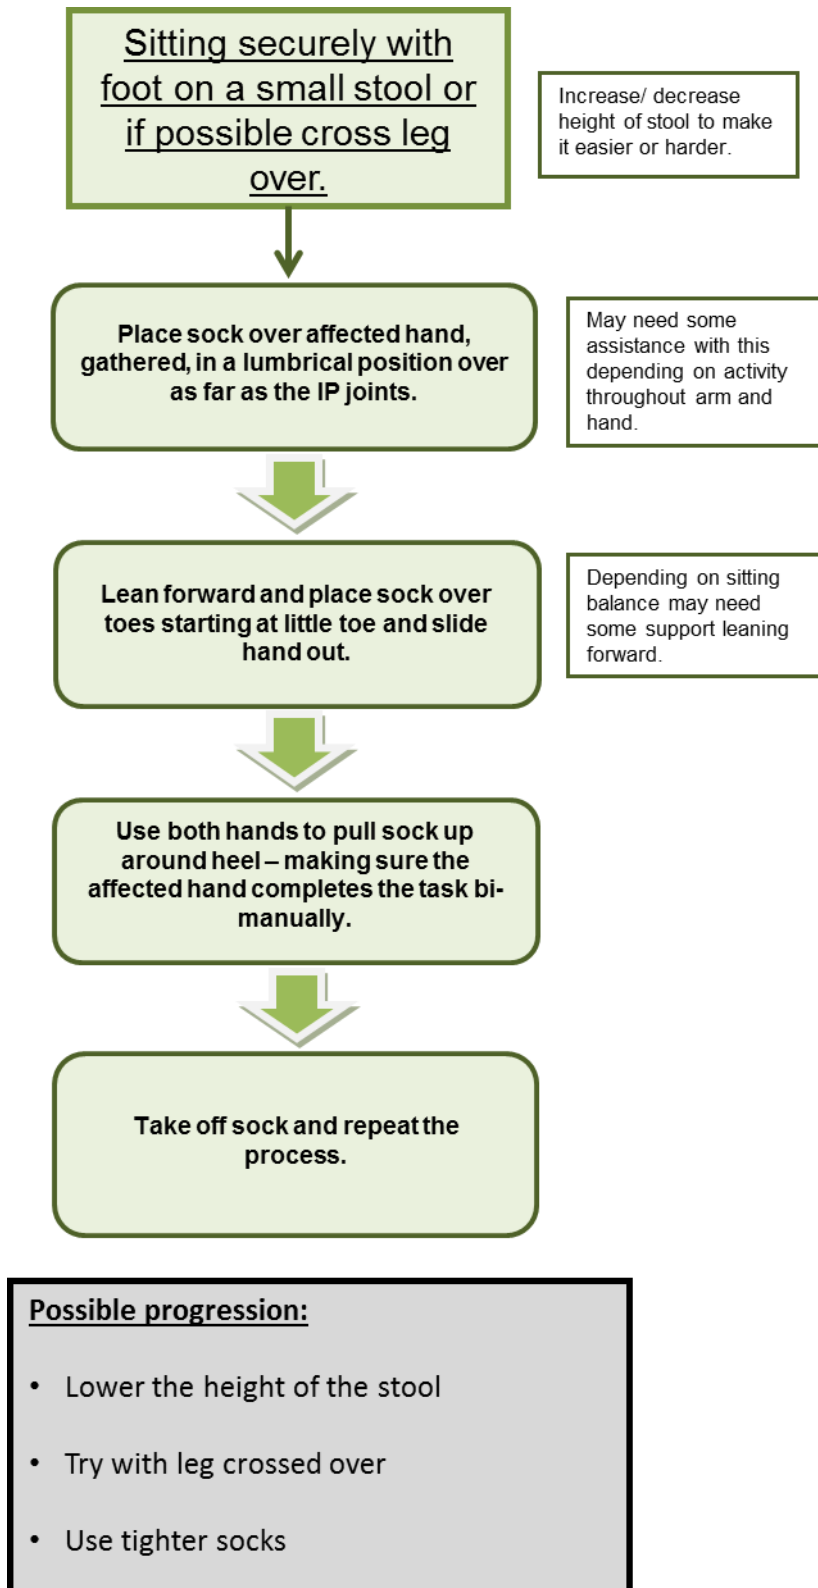 Sitting securely with
foot on a small stool or
if possible cross leg
over.
Increase/ decrease
height of stool to make
it easier or harder.
Place sock over affected hand,
gathered, in a lumbrical position over
as far as the IP joints.
May need some
assistance with this
depending on activity
throughout arm and
hand.
Lean forward and place sock over
toes starting at little toe and slide
hand out.
Depending on sitting
balance may need
some support leaning
forward.
Use both hands to pull sock up
around heel – making sure the
affected hand completes the task bi-
manually.
Take off sock and repeat the
process.
Possible progression:
• Lower the height of the stool
• Try with leg crossed over
• Use tighter socks